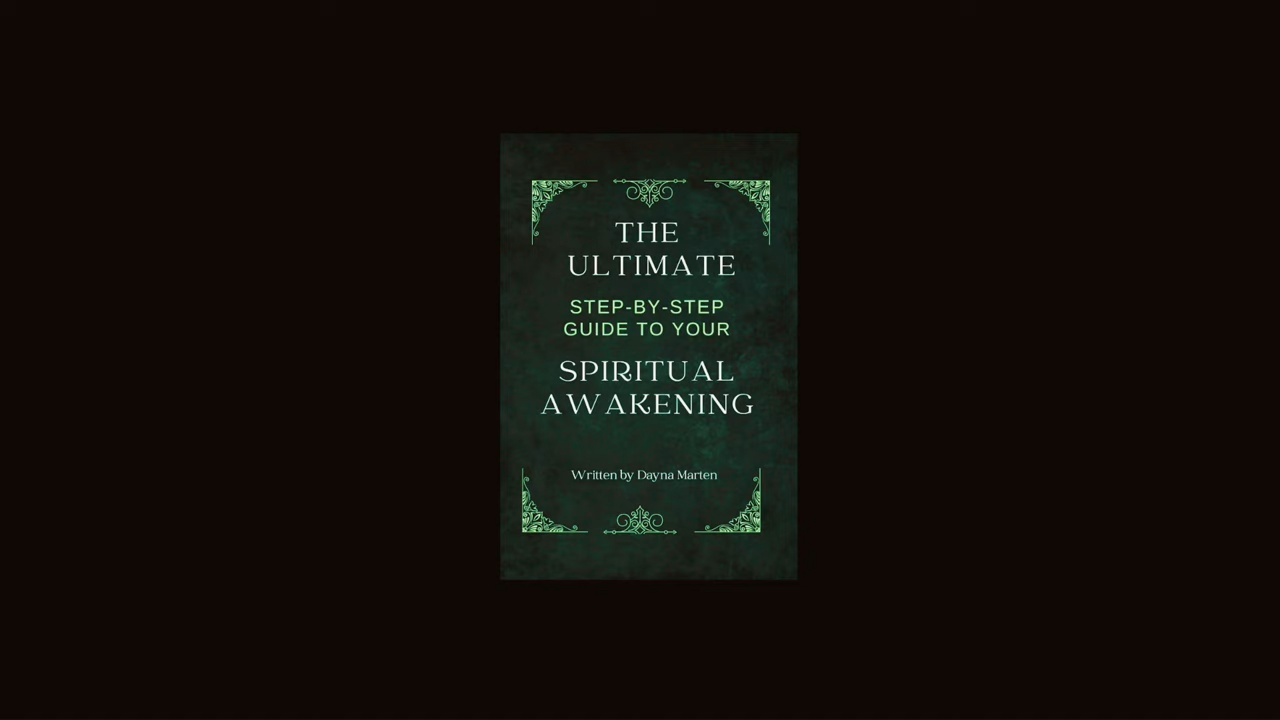 THE
ULTIMATE
STEP-BY-STEP
GUIDE TO YOUR
SPIRITUAL
AWAKENING
Written by Dayna Marten